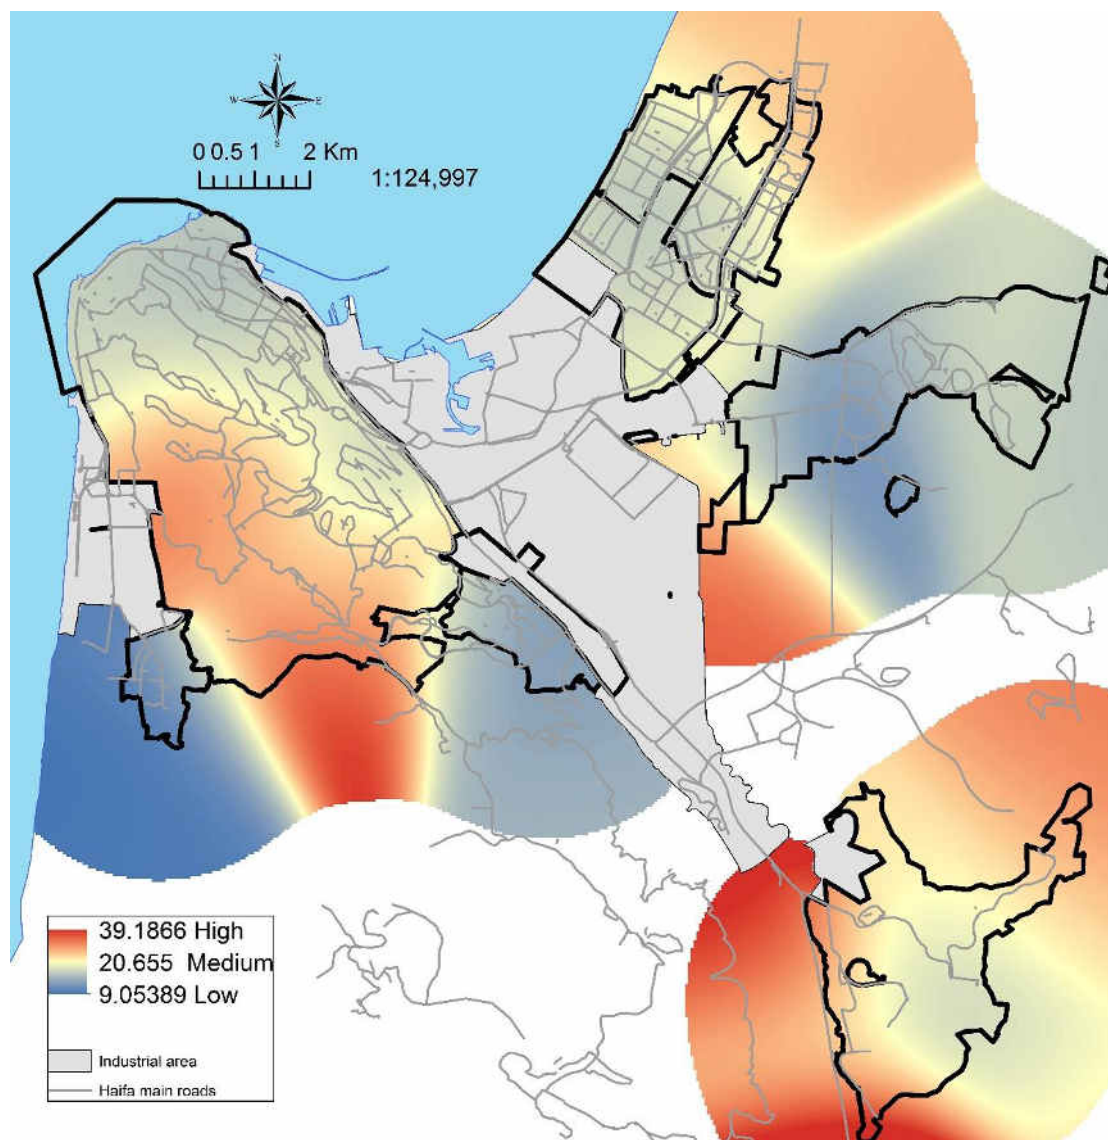 N
W E
S
0 0.5 1 2 Km
1:124,997
39.1866 High
20.655 Medium
9.05389 Low
Industrial area
Haifa main roads